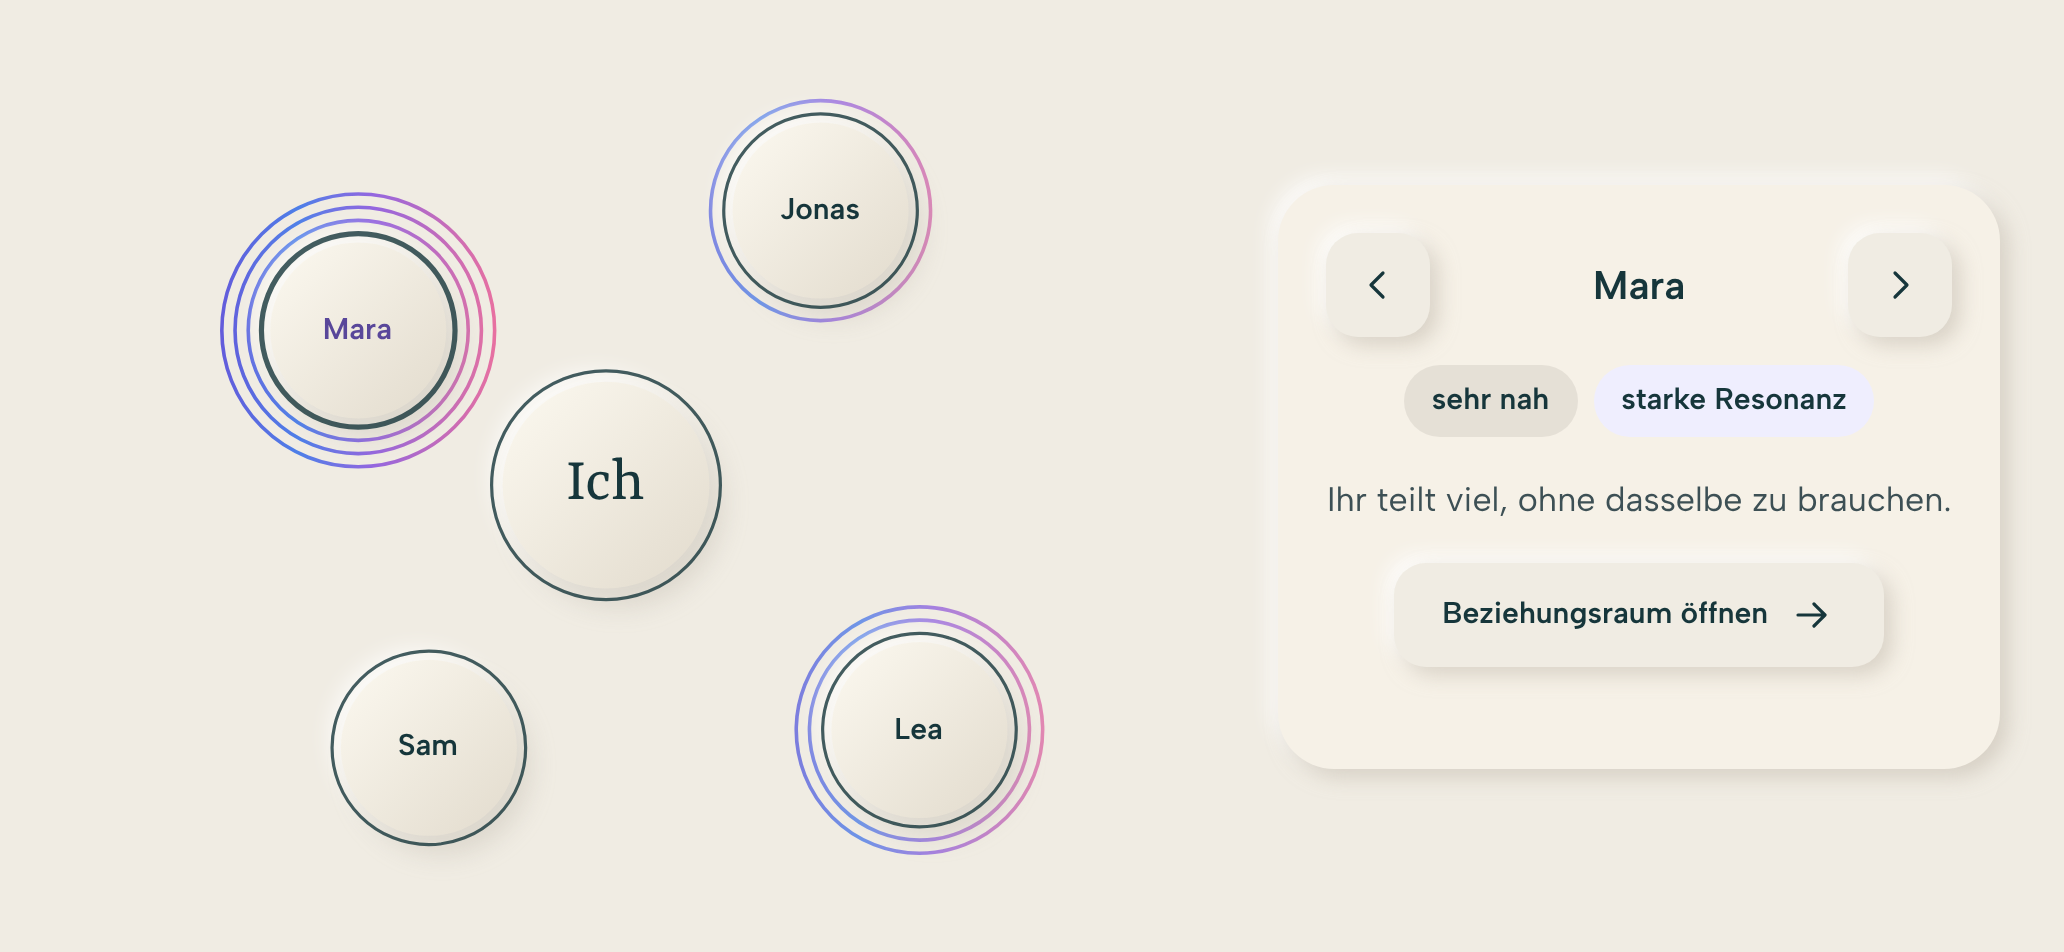 Jonas
Mara
Ich
Sam
Lea
Mara
sehr nah
starke Resonanz
Ihr teilt viel, ohne dasselbe zu brauchen.
Beziehungsraum öffnen